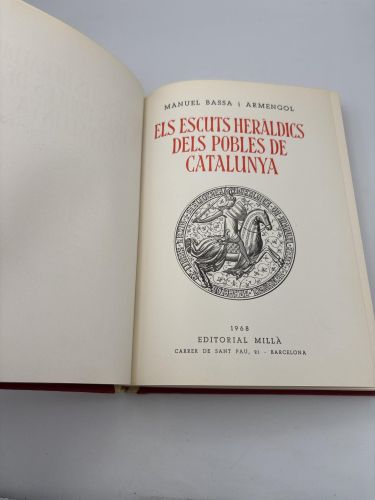 MANUEL BASSA i ARMENGOL
ELS ESCUTS HERÀLDICS
DELS POBLES DE
CATALUNYA
1968
EDITORIAL MILLÀ
CARRER DE SANT PAU, 21 - BARCELONA